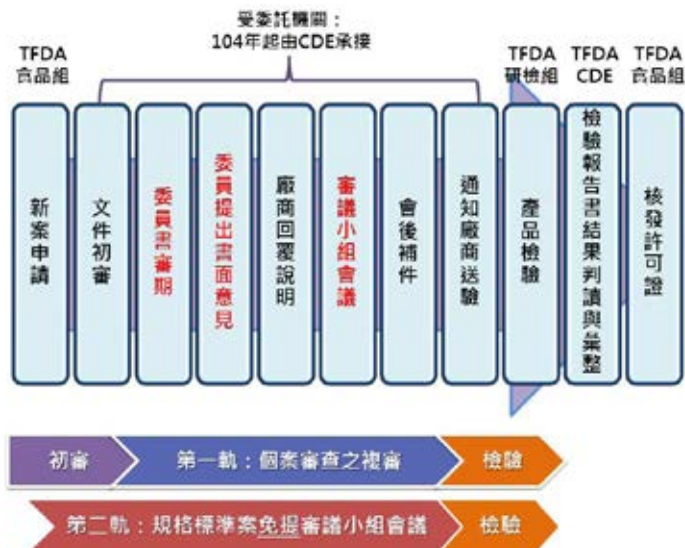 受委託機關：
104年起由CDE承接
TFDA
食品組
TFDA
研檢組
TFDA
CDE
TFDA
食品組
新案申請
文件初審
委員書審期
委員提出書面意見
廠商回覆說明
審議小組會議
會後補件
通知廠商送驗
產品檢驗
檢驗報告書結果判讀與彙整
核發許可證
初審
第一軌：個案審查之複審
檢驗
第二軌：規格標準案免提審議小組會議
檢驗